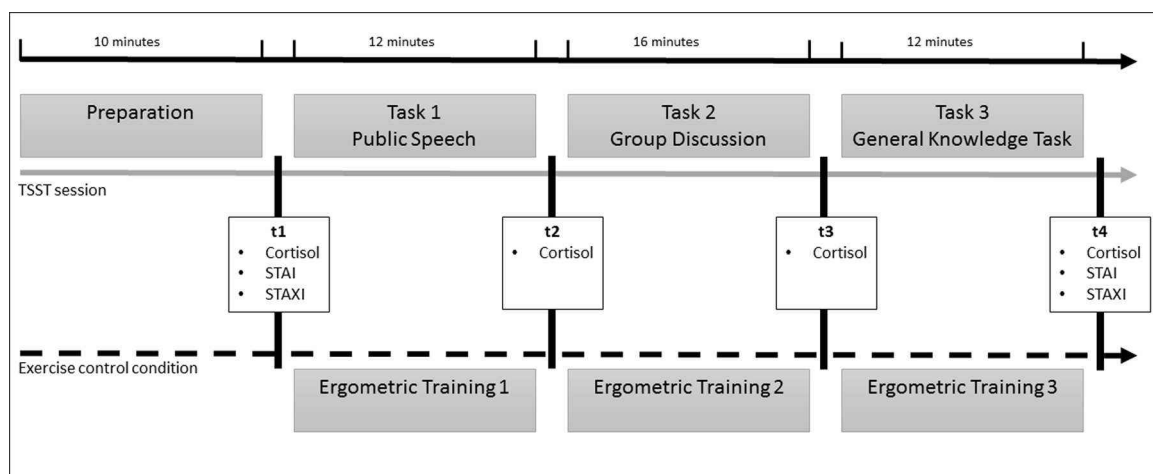 10 minutes 12 minutes 16 minutes 12 minutes
Preparation
Task 1
Public Speech
Task 2
Group Discussion
Task 3
General Knowledge Task
TSST session
t1
• Cortisol
• STAI
• STAXI
t2
• Cortisol
t3
• Cortisol
t4
• Cortisol
• STAI
• STAXI
Exercise control condition
Ergometric Training 1
Ergometric Training 2
Ergometric Training 3